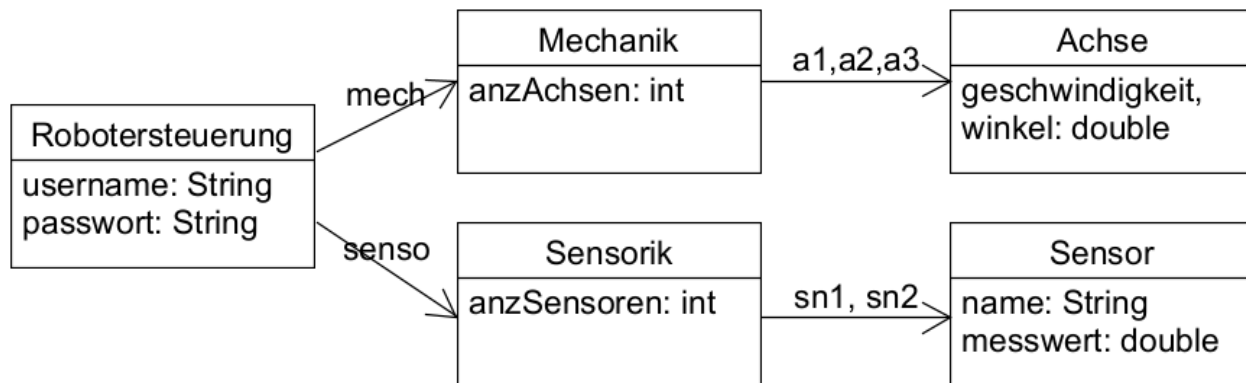 Robotersteuerung
username: String
passwort: String
mech
senso
Mechanik
anzAchsen: int
a1,a2,a3
Achse
geschwindigkeit,
winkel: double
Sensorik
anzSensoren: int
sn1, sn2
Sensor
name: String
messwert: double